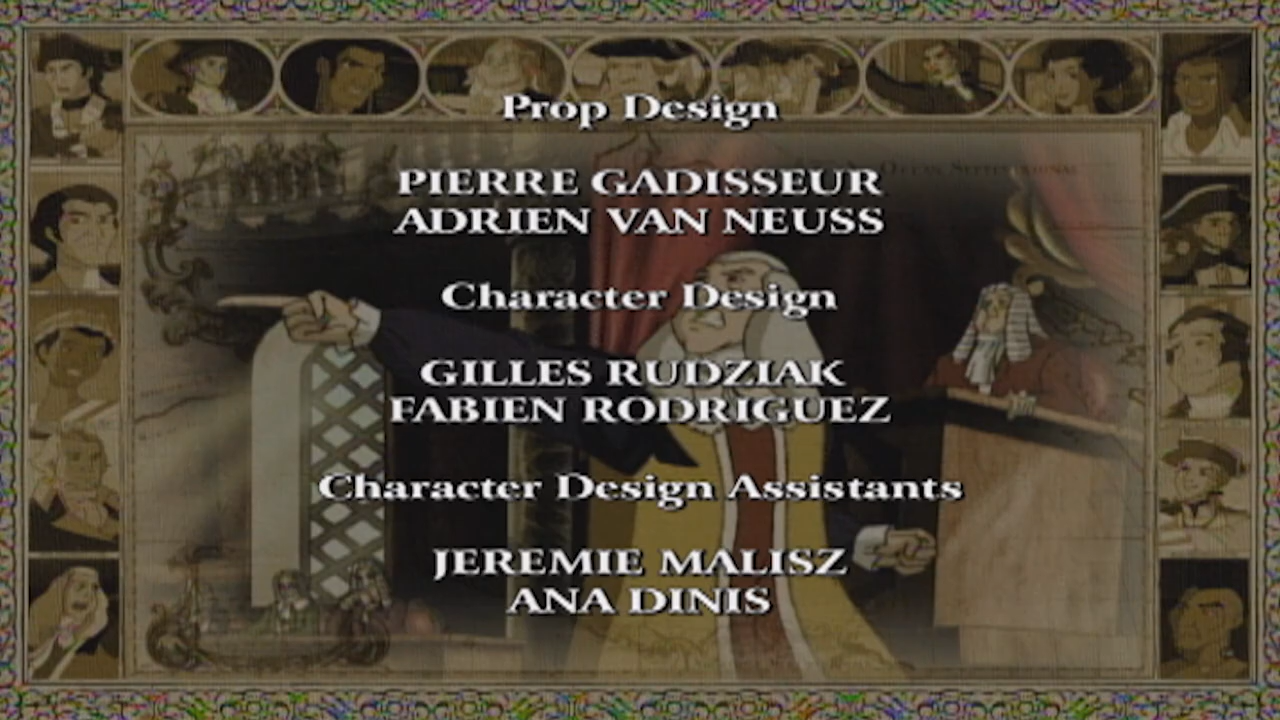 Prop Design
PIERRE GADISSEUR
ADRIEN VAN NEUSS
Character Design
GILLES RUDZIAK
FABIEN RODRIGUEZ
Character Design Assistants
JEREMIE MALISZ
ANA DINIS